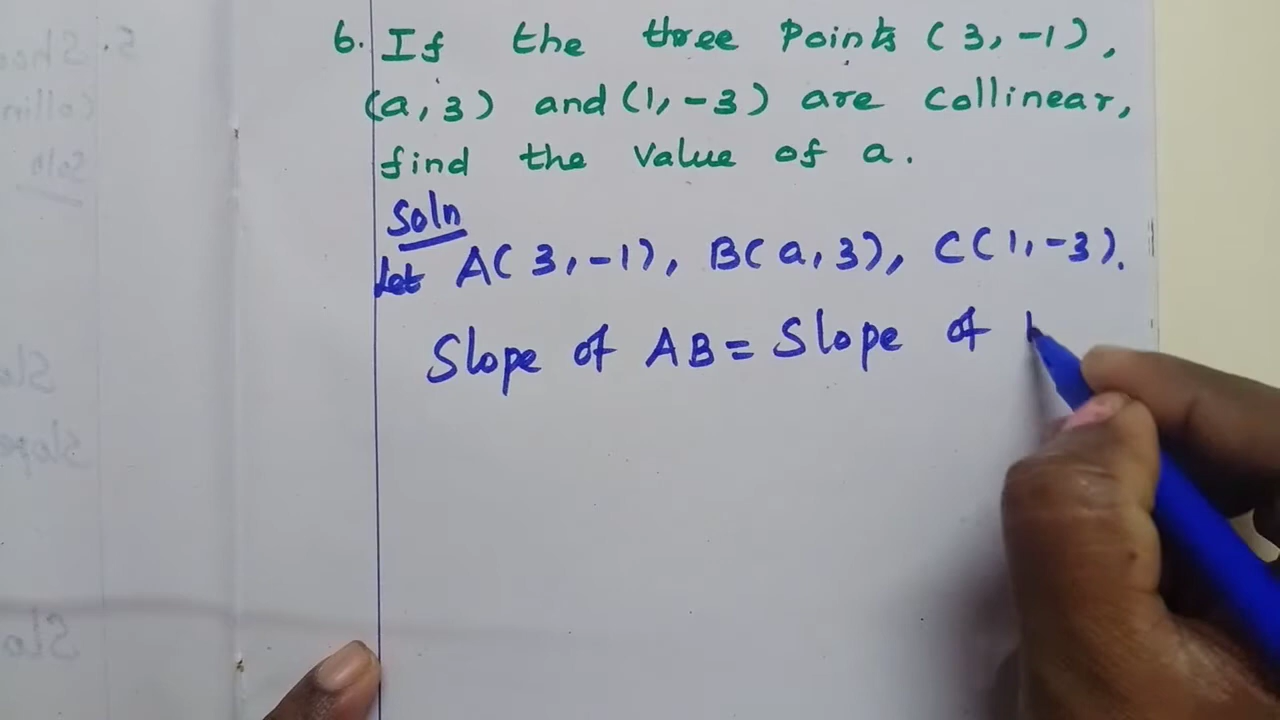 6. If the three points (3,-1),
(a,3) and (1,-3) are collinear,
find the value of a.
Soln
Let A(3,-1), B(a,3), C(1,-3).
Slope of AB = Slope of